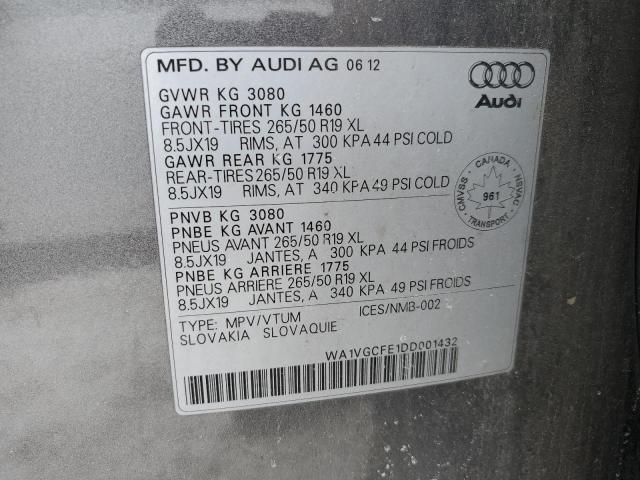 MFD. BY AUDI AG 06 12
Audi
GVWR KG 3080
GAWR FRONT KG 1460
FRONT-TIRES 265/50 R19 XL
8.5JX19 RIMS, AT 300 KPA 44 PSI COLD
GAWR REAR KG 1775
REAR-TIRES 265/50 R19 XL
8.5JX19 RIMS, AT 340 KPA 49 PSI COLD
CANADA
CMVSS NSVAC
961
TRANSPORT
PNVB KG 3080
PNBE KG AVANT 1460
PNEUS AVANT 265/50 R19 XL
8.5JX19 JANTES, A 300 KPA 44 PSI FROIDS
PNBE KG ARRIERE 1775
PNEUS ARRIERE 265/50 R19 XL
8.5JX19 JANTES, A 340 KPA 49 PSI FROIDS
TYPE: MPV/VTUM ICES/NMB-002
SLOVAKIA SLOVAQUIE
WA1VGCFE1DD001432